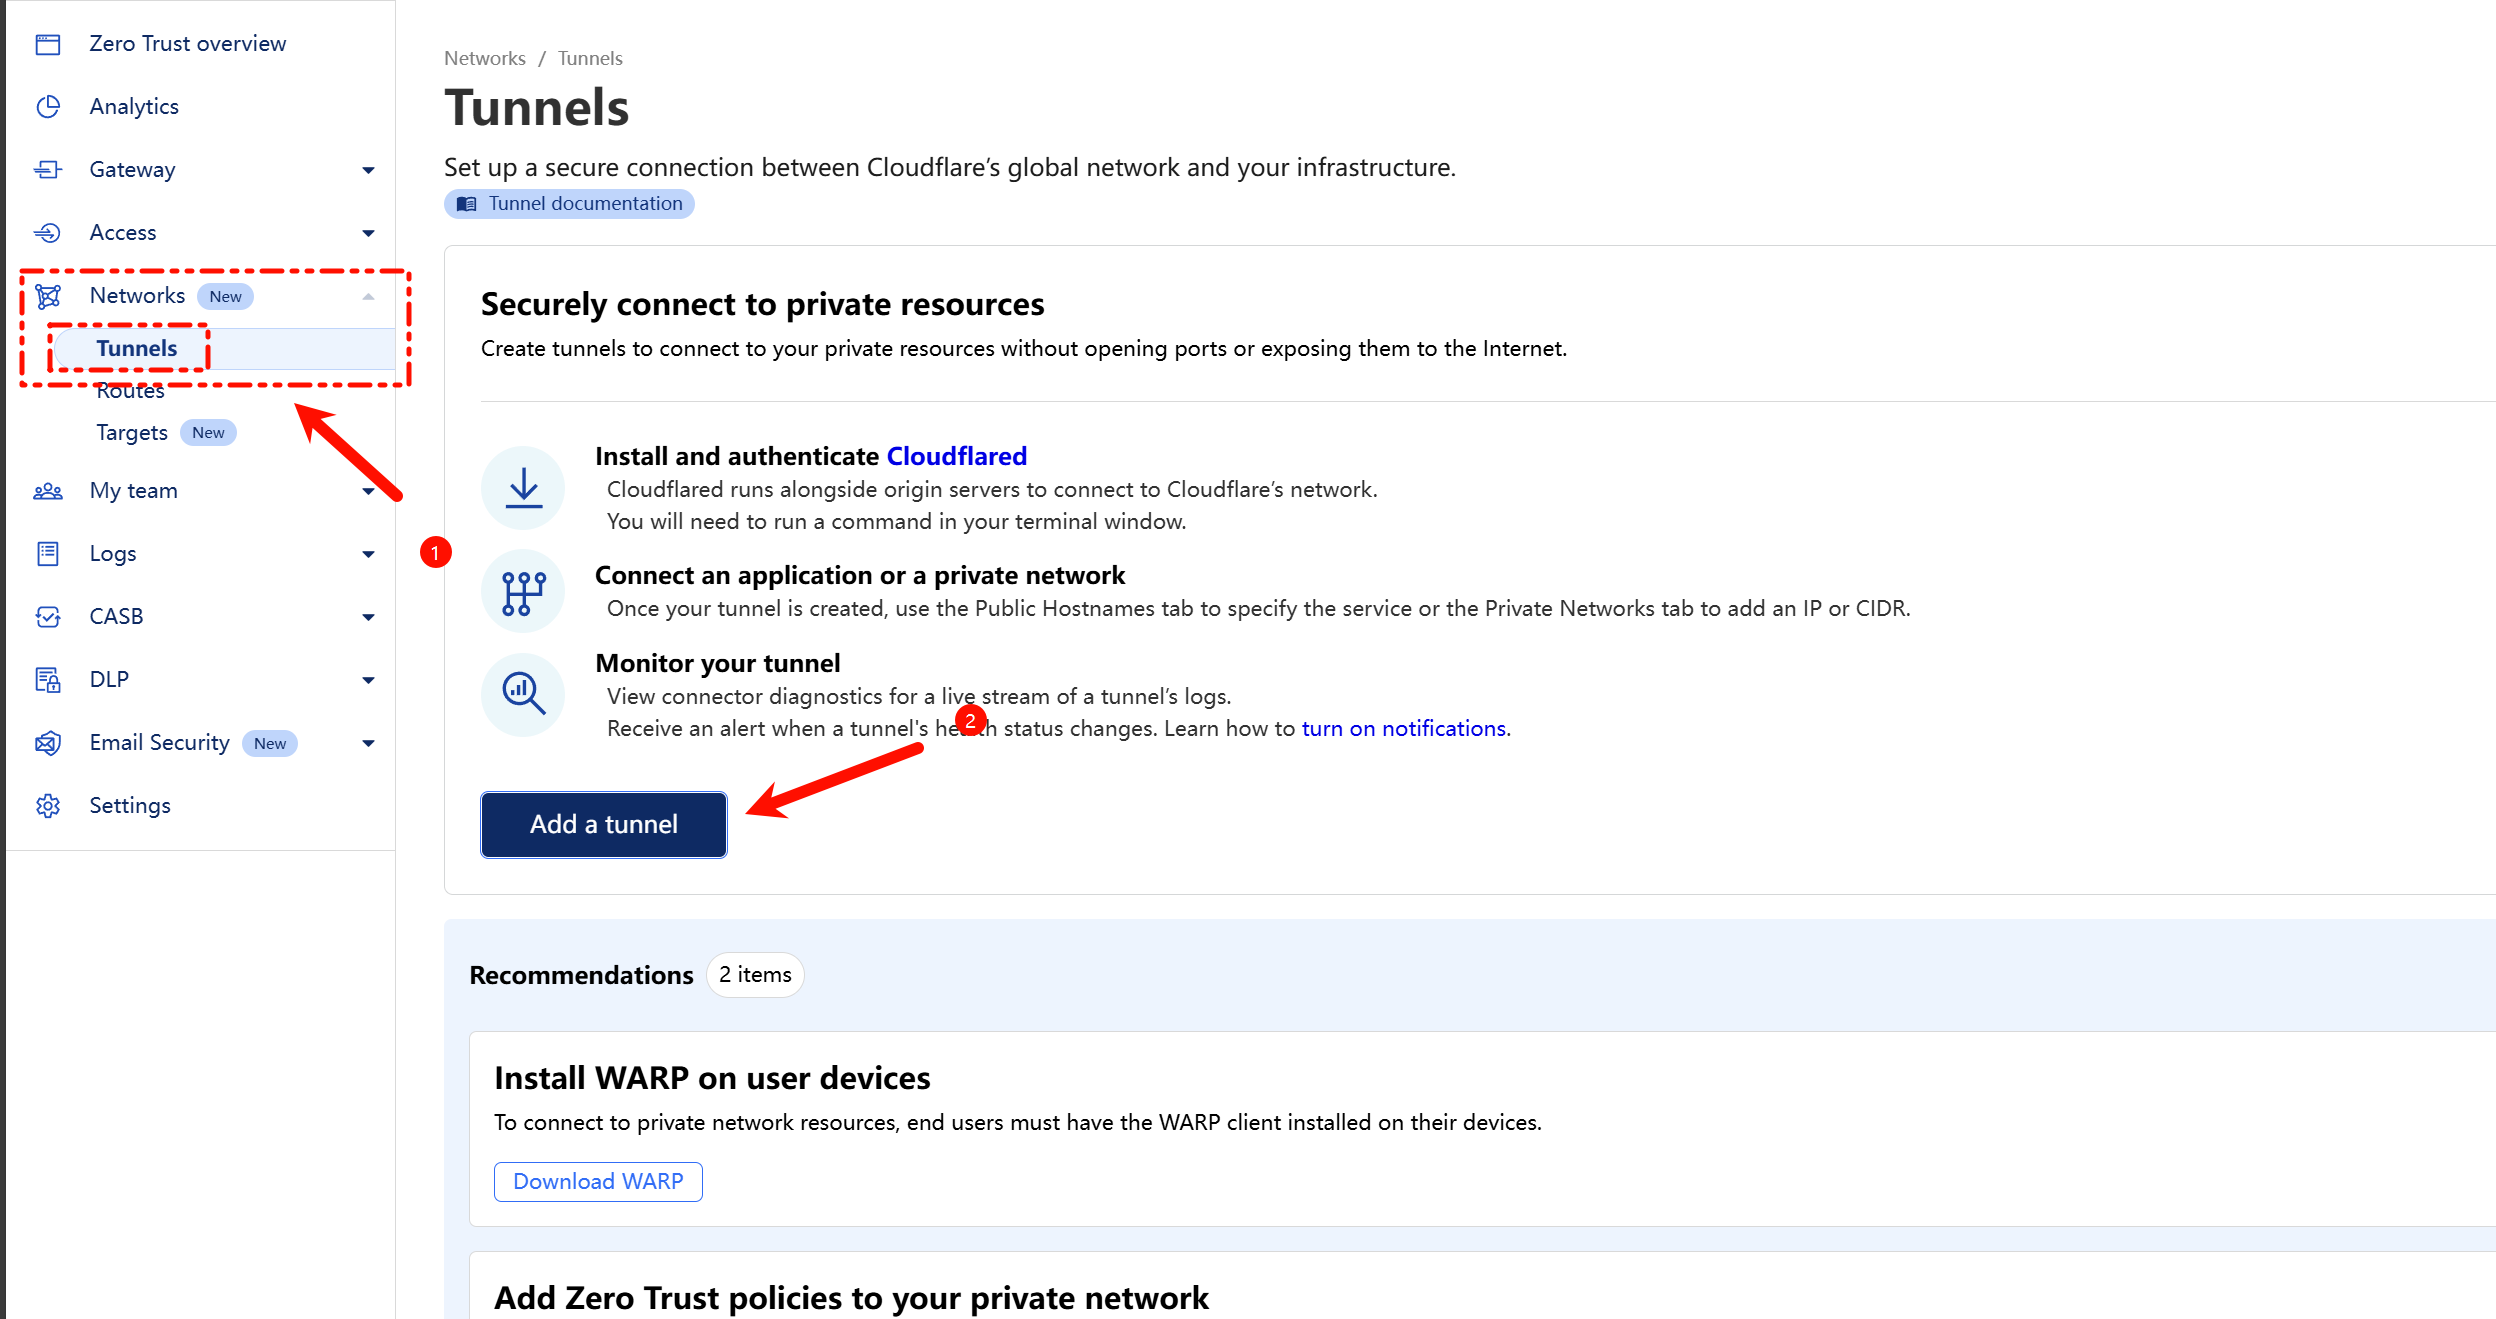 Zero Trust overview
Analytics
Gateway
Access
Networks New
Tunnels
Routes
Targets New
My team
Logs
CASB
DLP
Email Security New
Settings
Networks / Tunnels
Tunnels
Set up a secure connection between Cloudflare’s global network and your infrastructure.
Tunnel documentation
Securely connect to private resources
Create tunnels to connect to your private resources without opening ports or exposing them to the Internet.
Install and authenticate Cloudflared
Cloudflared runs alongside origin servers to connect to Cloudflare’s network.
You will need to run a command in your terminal window.
1
Connect an application or a private network
Once your tunnel is created, use the Public Hostnames tab to specify the service or the Private Networks tab to add an IP or CIDR.
Monitor your tunnel
View connector diagnostics for a live stream of a tunnel’s logs.
2
Receive an alert when a tunnel's health status changes. Learn how to turn on notifications.
Add a tunnel
Recommendations 2 items
Install WARP on user devices
To connect to private network resources, end users must have the WARP client installed on their devices.
Download WARP
Add Zero Trust policies to your private network